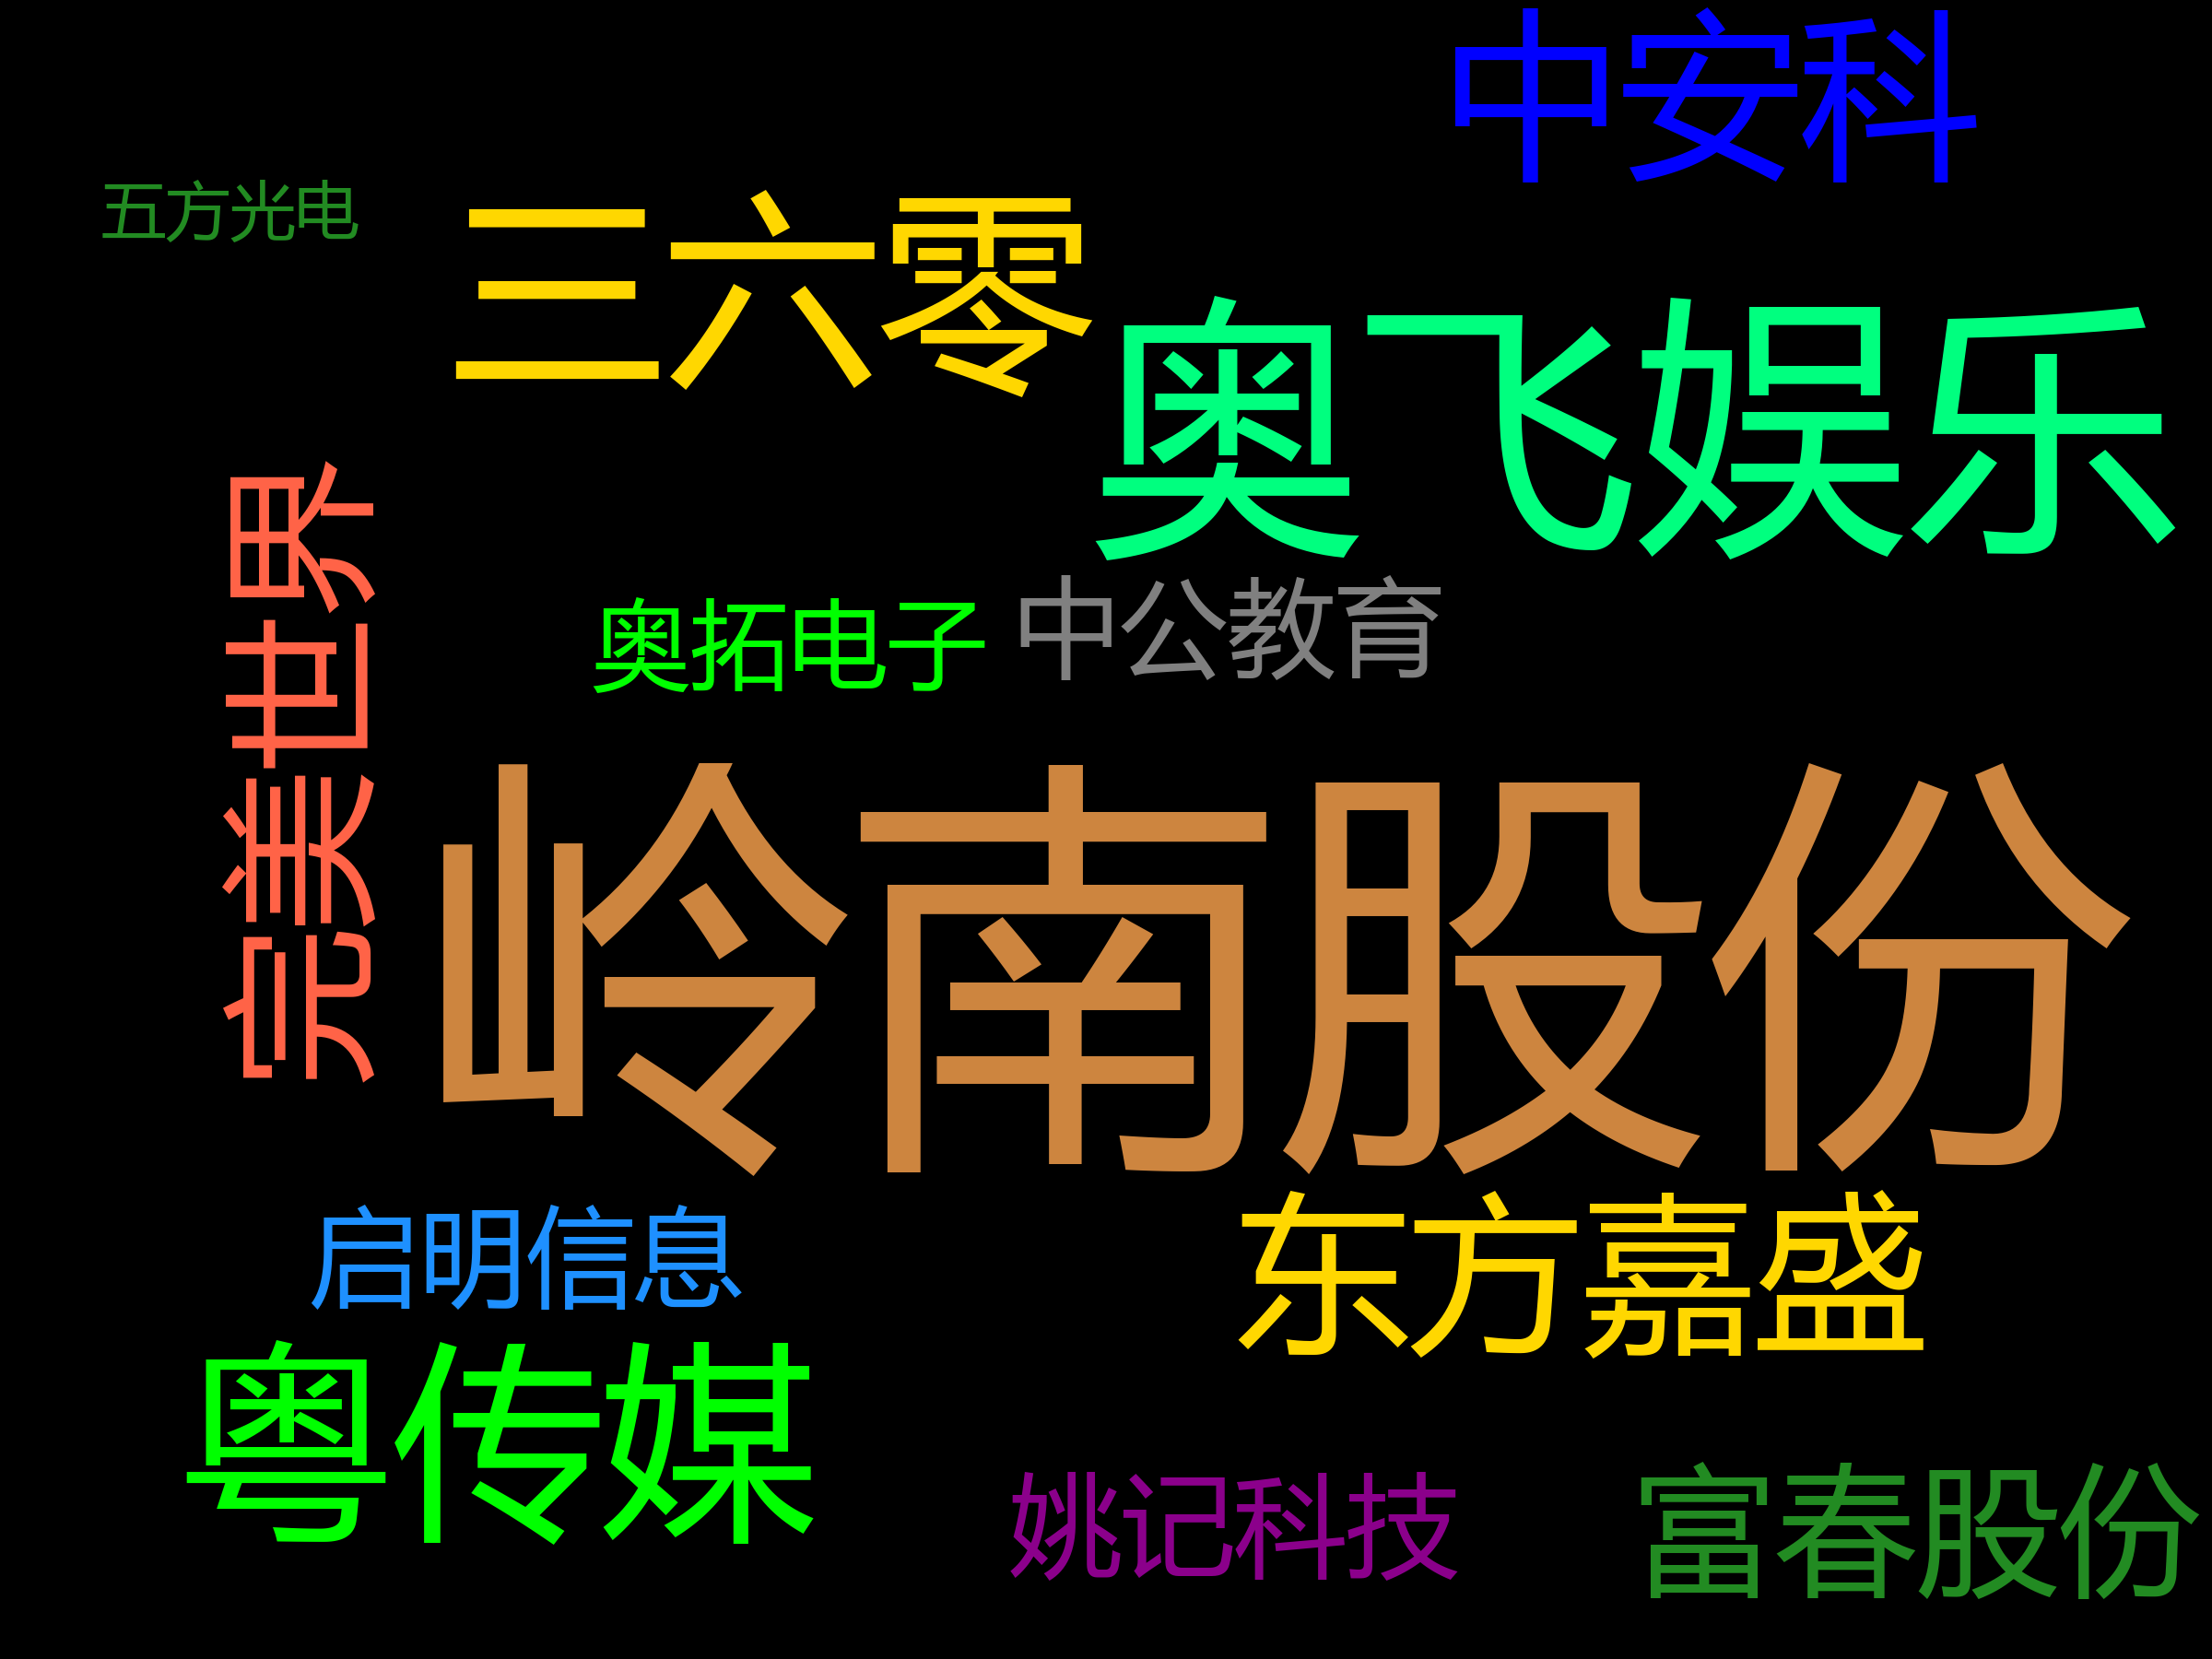 中安科
五方光电
三六零
奥飞娱乐
完美世界
奥拓电子
中公教育
岭南股份
启明信息
东方嘉盛
粤传媒
姚记科技
富春股份